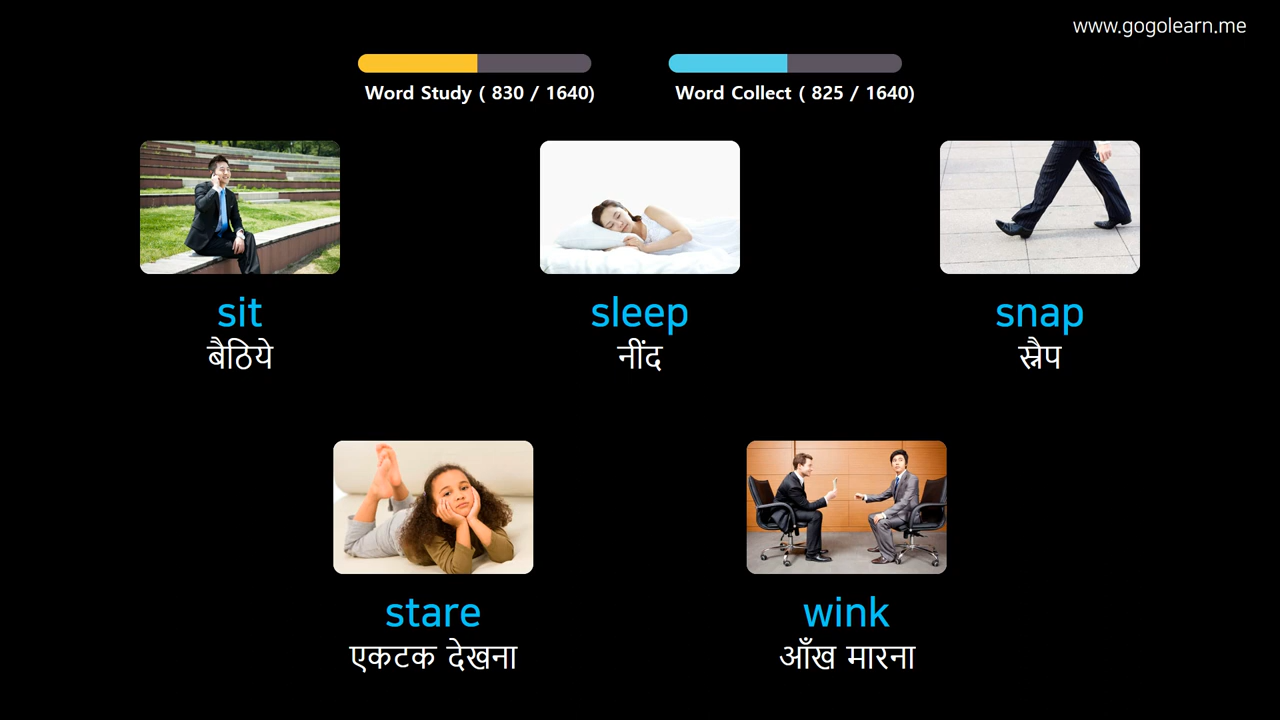 www.gogolearn.me
Word Study ( 830 / 1640)
Word Collect ( 825 / 1640)
sit
बैठिये
sleep
नींद
snap
स्नैप
stare
एकटक देखना
wink
आँख मारना